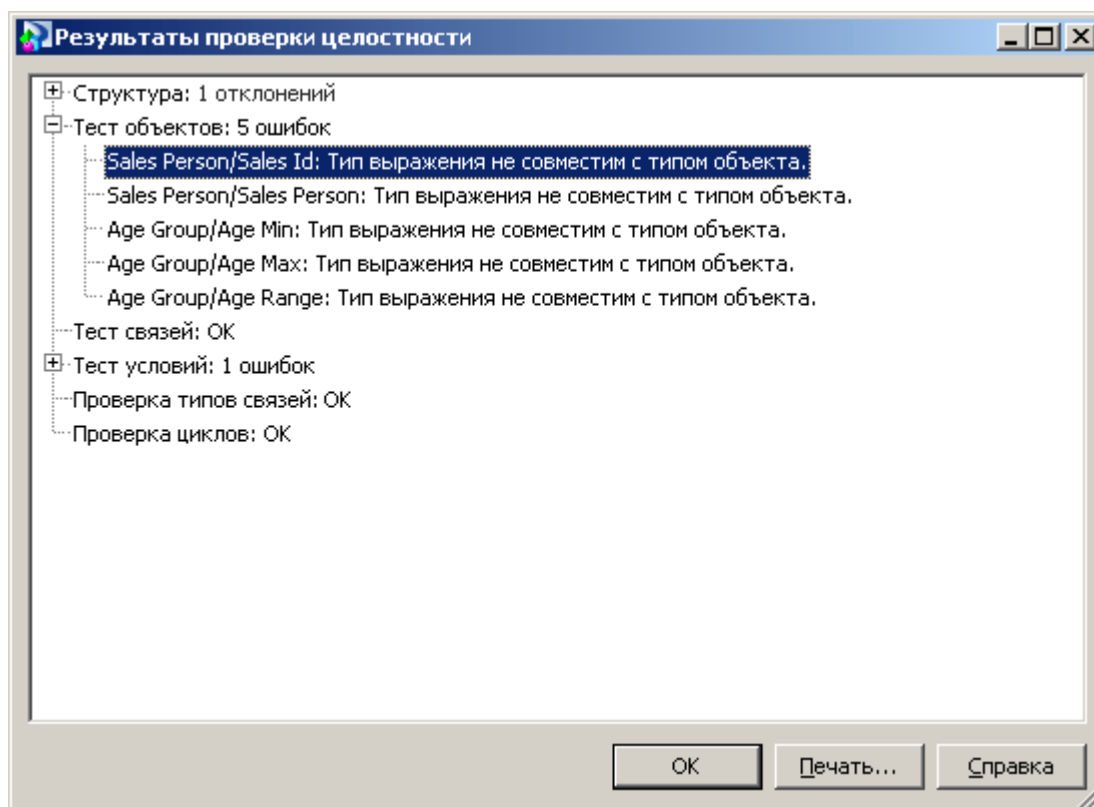 Результаты проверки целостности
Структура: 1 отклонений
Тест объектов: 5 ошибок
Sales Person/Sales Id: Тип выражения не совместим с типом объекта.
Sales Person/Sales Person: Тип выражения не совместим с типом объекта.
Age Group/Age Min: Тип выражения не совместим с типом объекта.
Age Group/Age Max: Тип выражения не совместим с типом объекта.
Age Group/Age Range: Тип выражения не совместим с типом объекта.
Тест связей: OK
Тест условий: 1 ошибок
Проверка типов связей: OK
Проверка циклов: OK
OK Печать... Справка